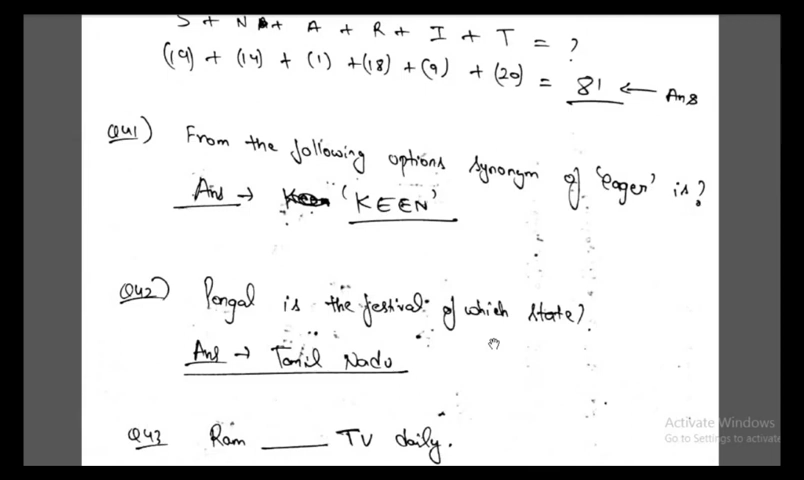 S + N + A + R + I + T = ?
(19) + (14) + (1) + (18) + (9) + (20) = 81 ← Ans
Q41) From the following options synonym of 'eager' is?
Ans → 'KEEN'
Q42) Pongal is the festival of which state?
Ans → Tamil Nadu
Q43 Ram ____ TV daily.
Activate Windows
Go to Settings to activate